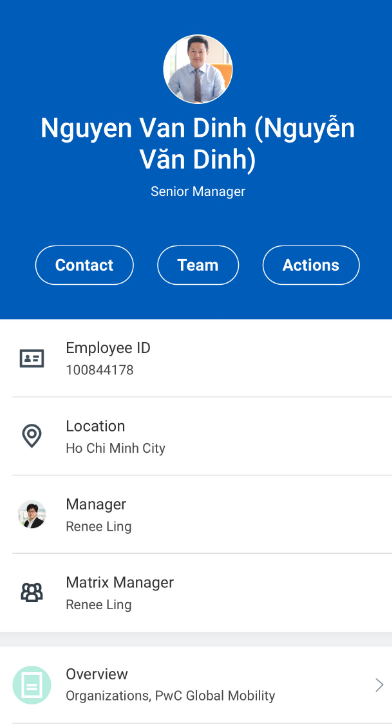 Nguyen Van Dinh (Nguyễn
Văn Dinh)
Senior Manager
Contact
Team
Actions
Employee ID
100844178
Location
Ho Chi Minh City
Manager
Renee Ling
Matrix Manager
Renee Ling
Overview
Organizations, PwC Global Mobility